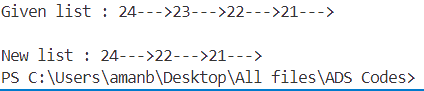 Given list : 24--->23--->22--->21--->
New list : 24--->22--->21--->
PS C:\Users\amanb\Desktop\All files\ADS Codes>